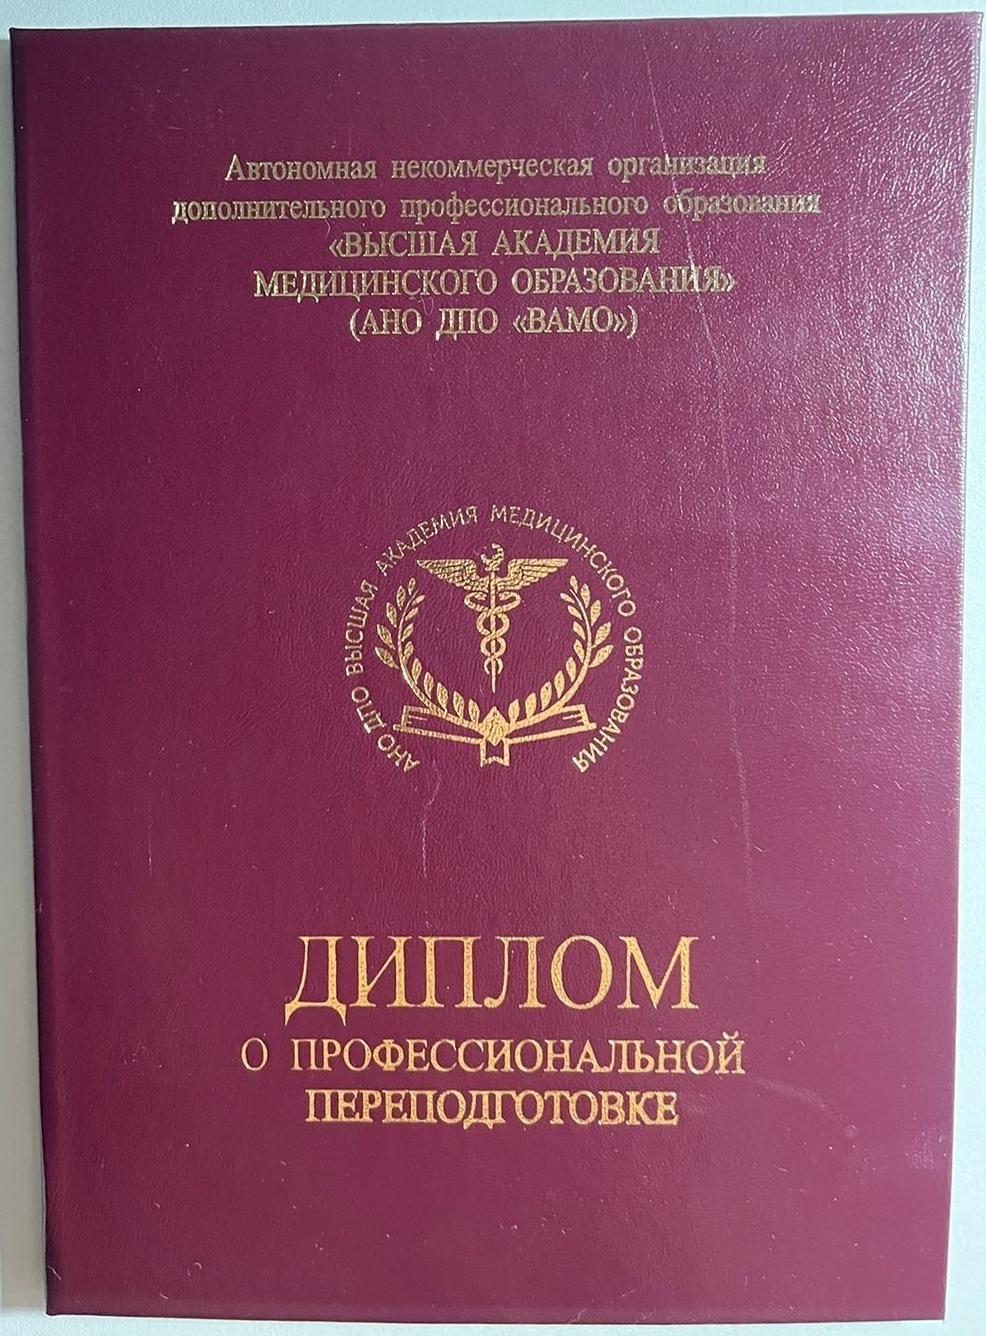 Автономная некоммерческая организация
дополнительного профессионального образования
«ВЫСШАЯ АКАДЕМИЯ
МЕДИЦИНСКОГО ОБРАЗОВАНИЯ»
(АНО ДПО «ВАМО»)
АНО ДПО ВЫСШАЯ АКАДЕМИЯ МЕДИЦИНСКОГО ОБРАЗОВАНИЯ
ДИПЛОМ
О ПРОФЕССИОНАЛЬНОЙ
ПЕРЕПОДГОТОВКЕ